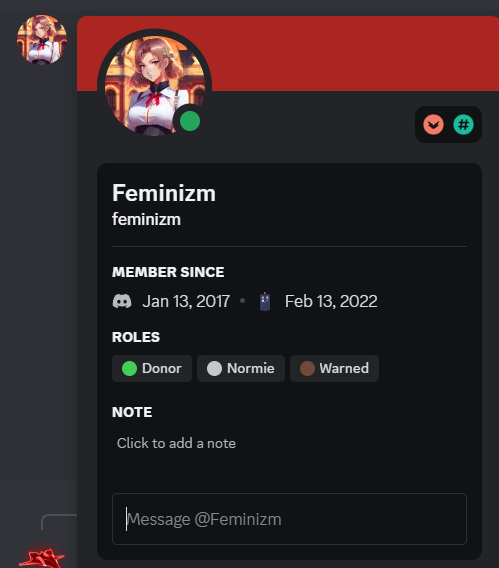 Feminizm
feminizm
MEMBER SINCE
Jan 13, 2017 • Feb 13, 2022
ROLES
Donor Normie Warned
NOTE
Click to add a note
Message @Feminizm